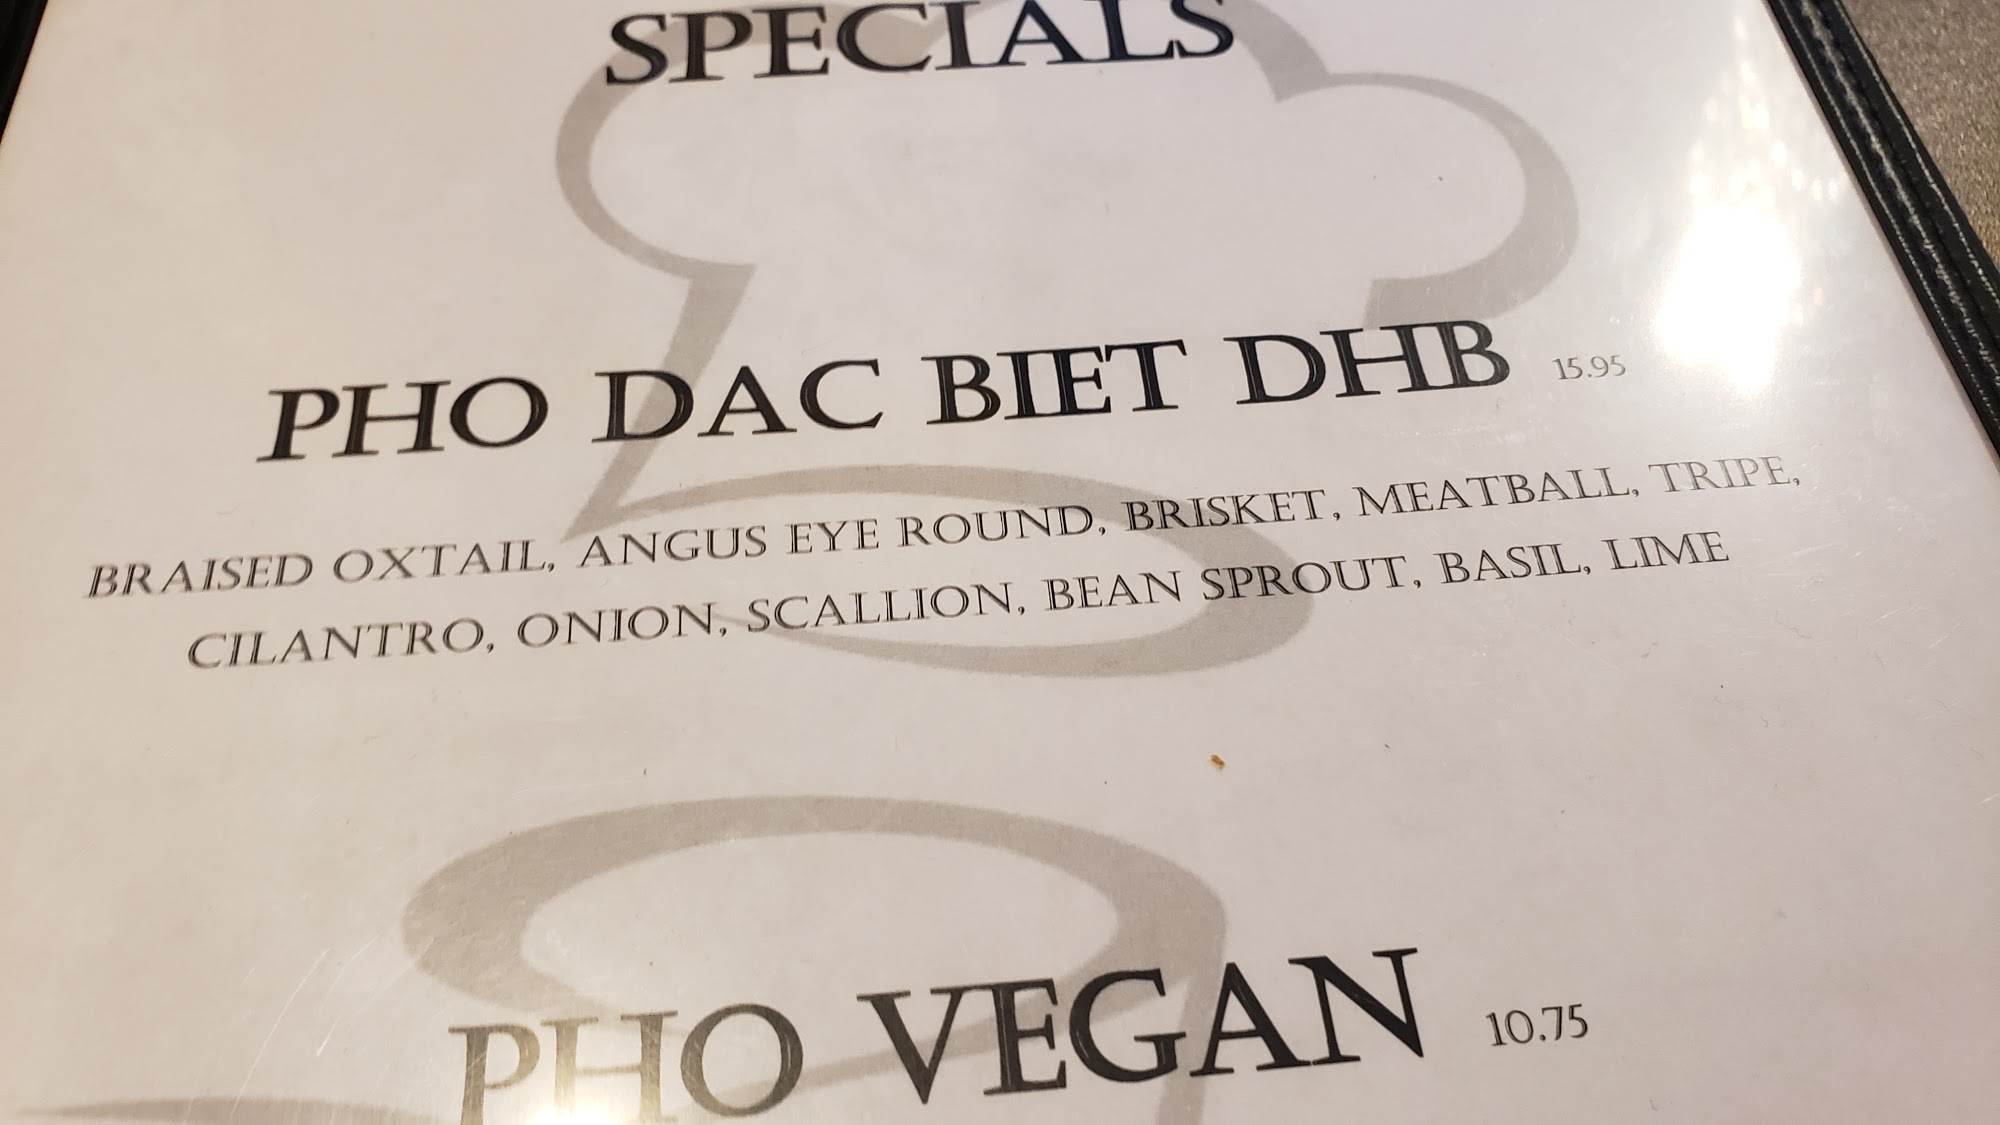 SPECIALS
PHO DAC BIET DHB 15.95
BRAISED OXTAIL, ANGUS EYE ROUND, BRISKET, MEATBALL, TRIPE,
CILANTRO, ONION, SCALLION, BEAN SPROUT, BASIL, LIME
PHO VEGAN 10.75